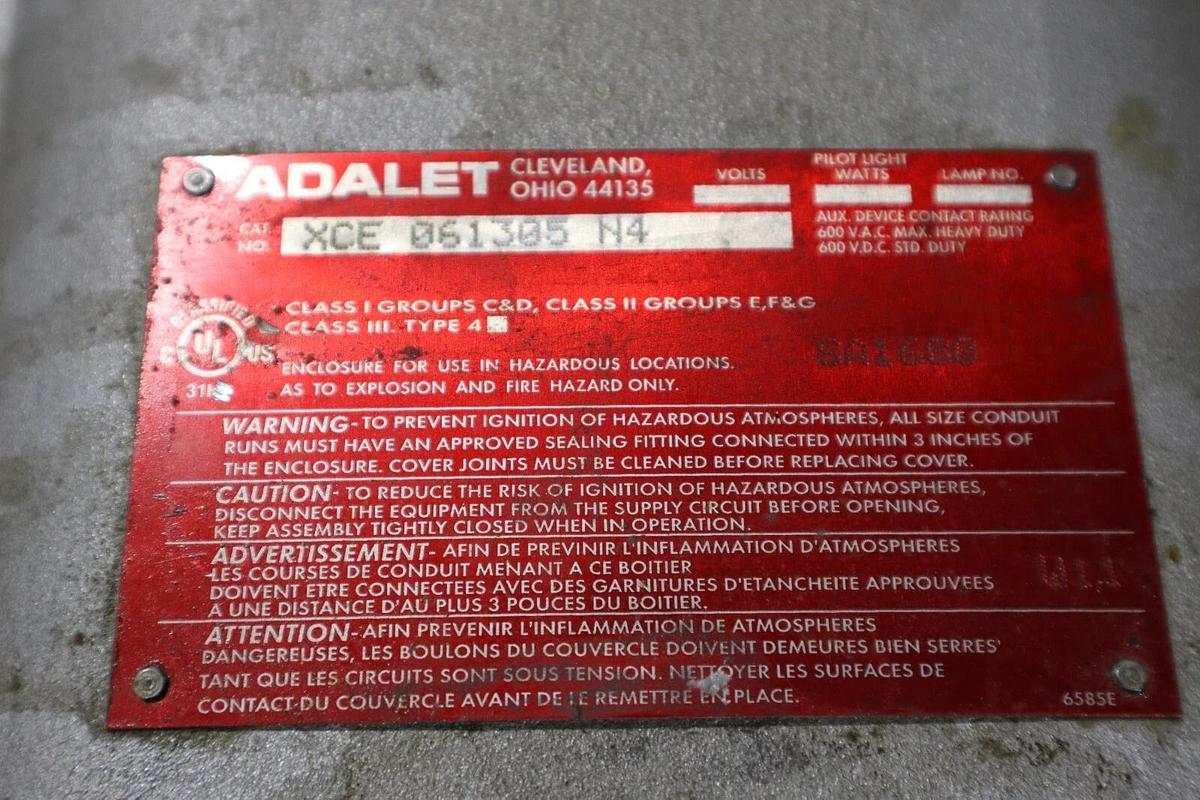 ADALET
CLEVELAND,
OHIO 44135
VOLTS
PILOT LIGHT
WATTS
LAMP NO.
CAT.
NO.
XCE 061305 N4
AUX. DEVICE CONTACT RATING
600 V.A.C. MAX. HEAVY DUTY
600 V.D.C. STD. DUTY
CLASSIFIED
C UL US
CLASS I GROUPS C&D, CLASS II GROUPS E,F&G
CLASS III. TYPE 4
ENCLOSURE FOR USE IN HAZARDOUS LOCATIONS.
AS TO EXPLOSION AND FIRE HAZARD ONLY.
WARNING-TO PREVENT IGNITION OF HAZARDOUS ATMOSPHERES, ALL SIZE CONDUIT
RUNS MUST HAVE AN APPROVED SEALING FITTING CONNECTED WITHIN 3 INCHES OF
THE ENCLOSURE. COVER JOINTS MUST BE CLEANED BEFORE REPLACING COVER.
CAUTION-TO REDUCE THE RISK OF IGNITION OF HAZARDOUS ATMOSPHERES,
DISCONNECT THE EQUIPMENT FROM THE SUPPLY CIRCUIT BEFORE OPENING,
KEEP ASSEMBLY TIGHTLY CLOSED WHEN IN OPERATION.
ADVERTISSEMENT- AFIN DE PREVINIR L'INFLAMMATION D'ATMOSPHERES
-LES COURSES DE CONDUIT MENANT A CE BOITIER
DOIVENT ETRE CONNECTEES AVEC DES GARNITURES D'ETANCHEITE APPROUVEES
A UNE DISTANCE D'AU PLUS 3 POUCES DU BOITIER.
ATTENTION-AFIN PREVENIR L'INFLAMMATION DE ATMOSPHERES
DANGEREUSES, LES BOULONS DU COUVERCLE DOIVENT DEMEURES BIEN SERRES'
TANT QUE LES CIRCUITS SONT SOUS TENSION. NETTOYER LES SURFACES DE
CONTACT-DU COUVERCLE AVANT DE LE REMETTRE EN PLACE.
6585E